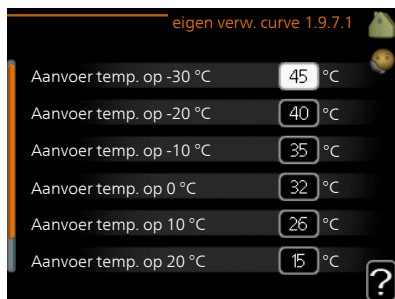 eigen verw. curve 1.9.7.1
Aanvoer temp. op -30 °C 45 °C
Aanvoer temp. op -20 °C 40 °C
Aanvoer temp. op -10 °C 35 °C
Aanvoer temp. op 0 °C 32 °C
Aanvoer temp. op 10 °C 26 °C
Aanvoer temp. op 20 °C 15 °C
?